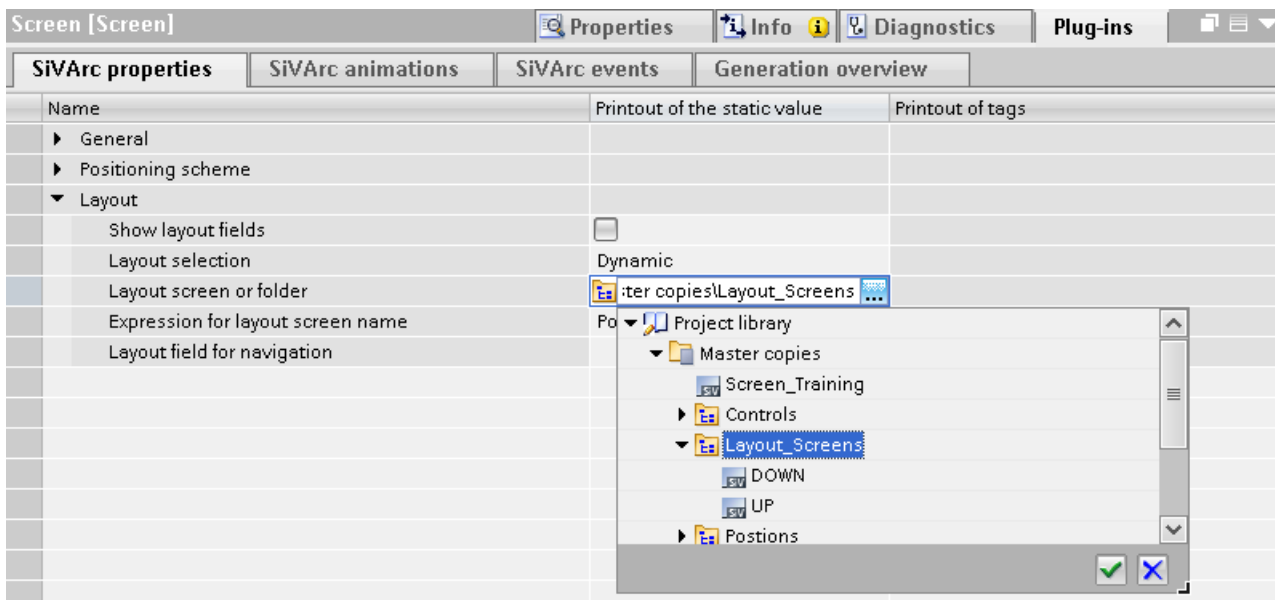 Screen [Screen] Properties Info Diagnostics Plug-ins
SiVArc properties SiVArc animations SiVArc events Generation overview
Name Printout of the static value Printout of tags
General
Positioning scheme
Layout
Show layout fields
Layout selection Dynamic
Layout screen or folder :ter copies\Layout_Screens ...
Expression for layout screen name Po
Project library
Layout field for navigation
Master copies
Screen_Training
Controls
Layout_Screens
DOWN
UP
Postions